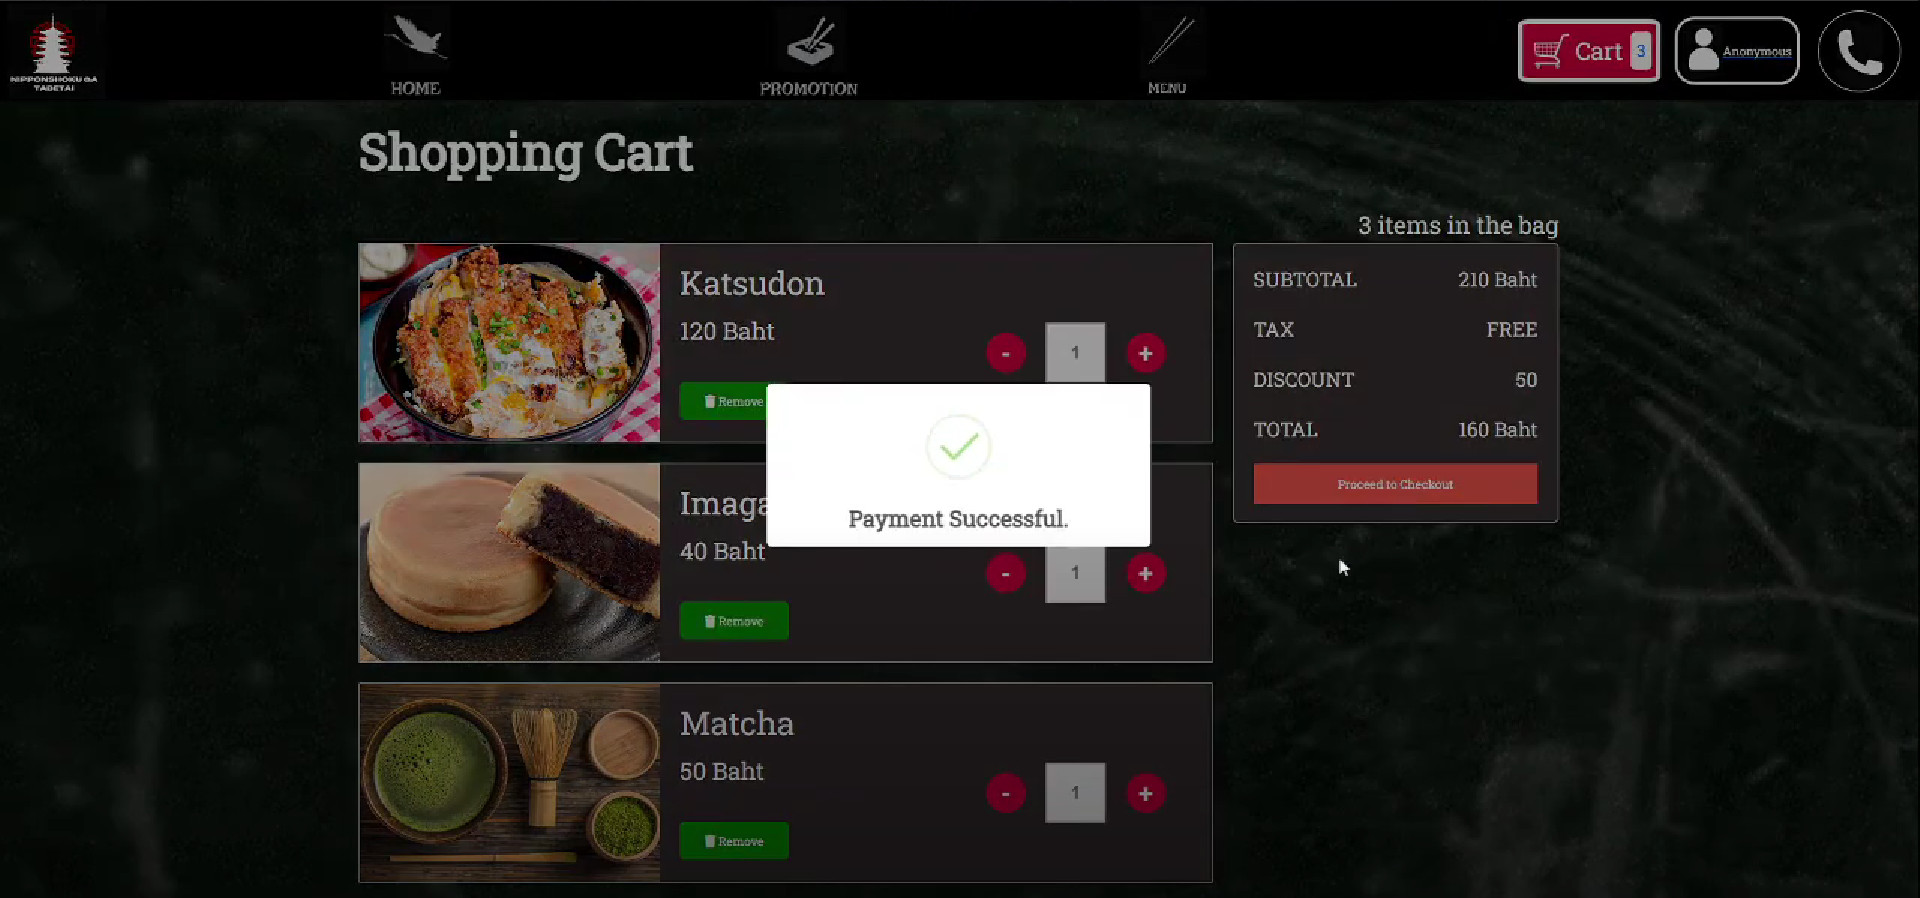 NIPPONSHOKU GA
TABETAI
HOME
PROMOTION
MENU
Cart 3
Anonymous
Shopping Cart
3 items in the bag
Katsudon
120 Baht
- 1 +
Remove
SUBTOTAL 210 Baht
TAX FREE
DISCOUNT 50
TOTAL 160 Baht
Proceed to Checkout
Payment Successful.
Imaga
40 Baht
- 1 +
Remove
Matcha
50 Baht
- 1 +
Remove